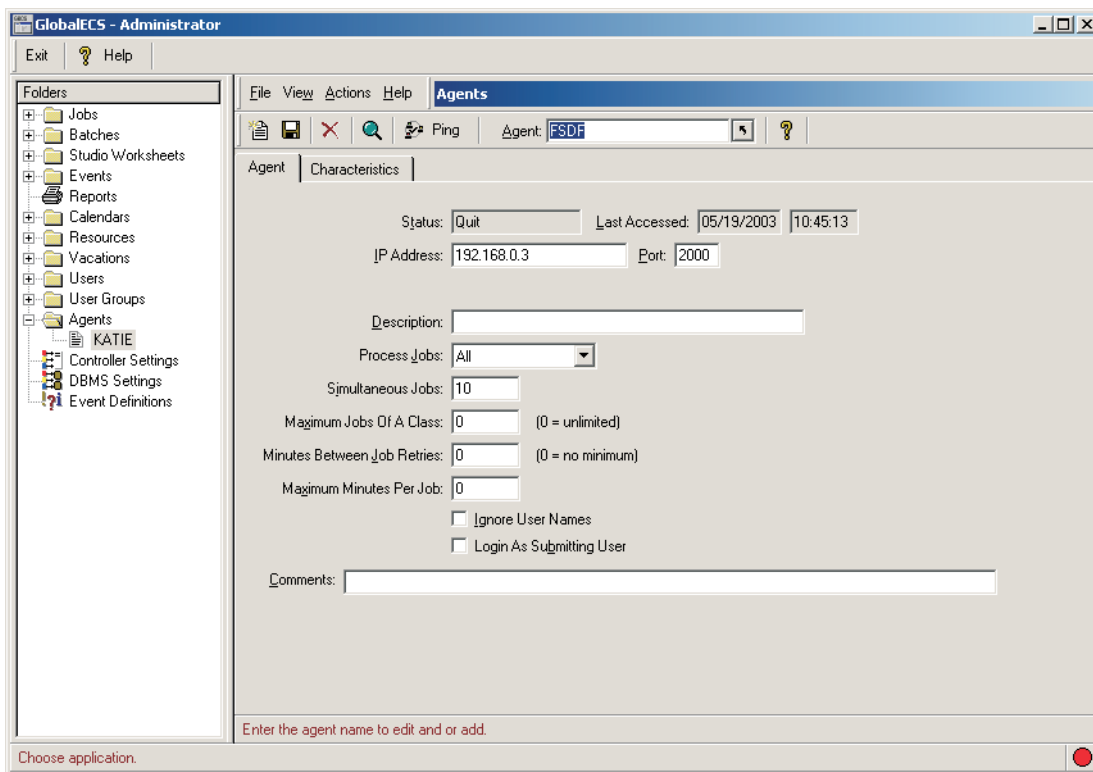 GlobalECS - Administrator
Exit ? Help
Folders
Jobs
Batches
Studio Worksheets
Events
Reports
Calendars
Resources
Vacations
Users
User Groups
Agents
KATIE
Controller Settings
DBMS Settings
Event Definitions
File View Actions Help Agents
Ping Agent: FSDF ?
Agent Characteristics
Status: Quit Last Accessed: 05/19/2003 10:45:13
IP Address: 192.168.0.3 Port: 2000
Description:
Process Jobs: All
Simultaneous Jobs: 10
Maximum Jobs Of A Class: 0 (0 = unlimited)
Minutes Between Job Retries: 0 (0 = no minimum)
Maximum Minutes Per Job: 0
Ignore User Names
Login As Submitting User
Comments:
Enter the agent name to edit and or add.
Choose application.